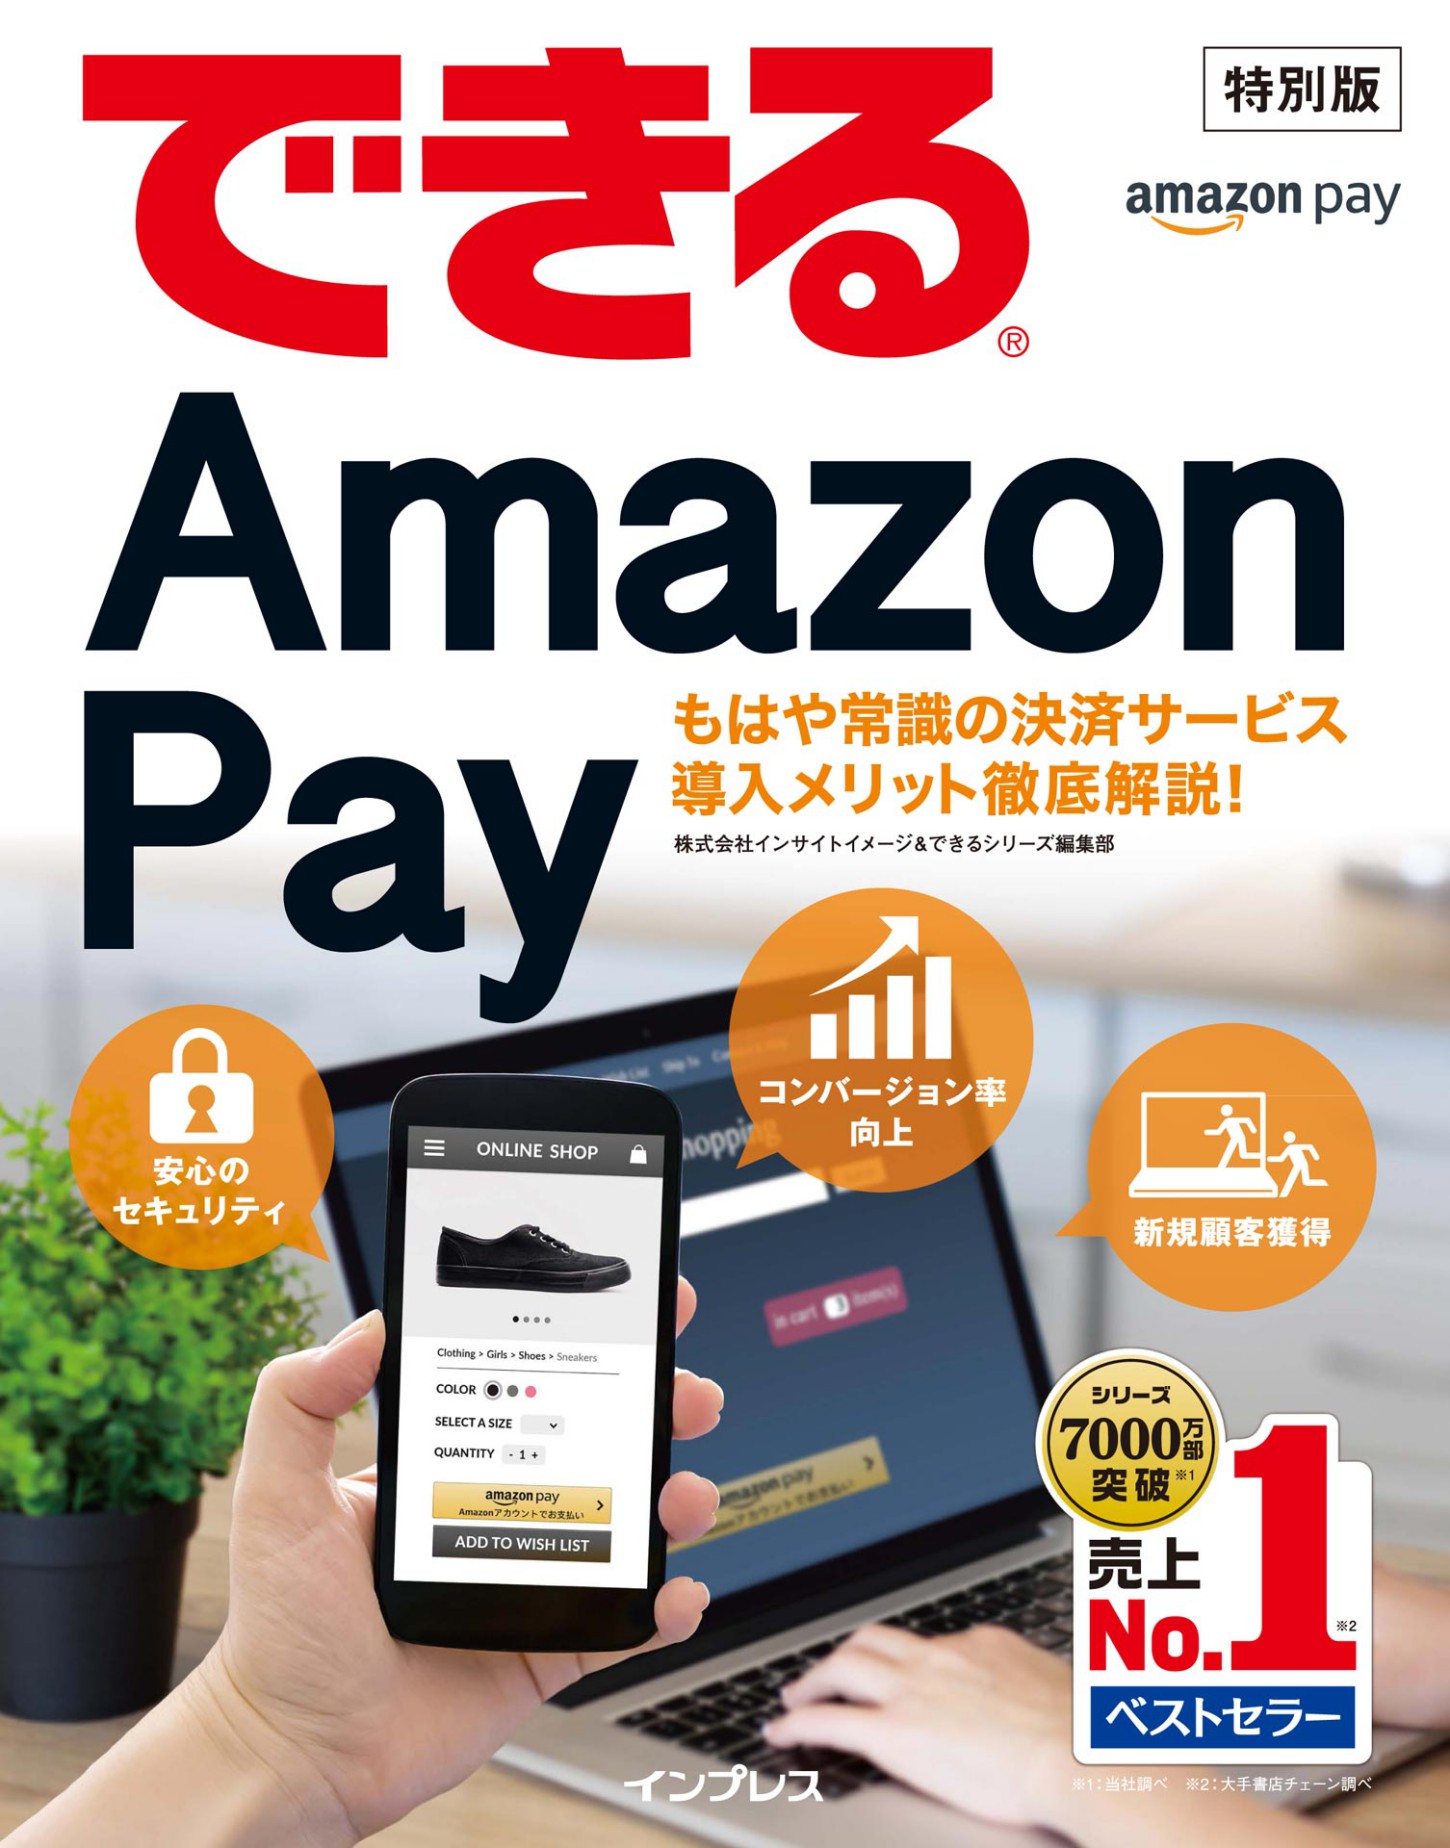 できる®
特別版
amazon pay
Amazon
Pay
もはや常識の決済サービス
導入メリット徹底解説！
株式会社インサイトイメージ&できるシリーズ編集部
コンバージョン率
向上
安心の
セキュリティ
新規顧客獲得
ONLINE SHOP
Clothing > Girls > Shoes > Sneakers
COLOR
SELECT A SIZE
QUANTITY - 1 +
amazon pay
Amazonアカウントでお支払い
ADD TO WISH LIST
hopping
in cart 3 item(s)
amazon pay
シリーズ
7000万部
突破※1
売上
No.1※2
ベストセラー
インプレス
※1：当社調べ　※2：大手書店チェーン調べ